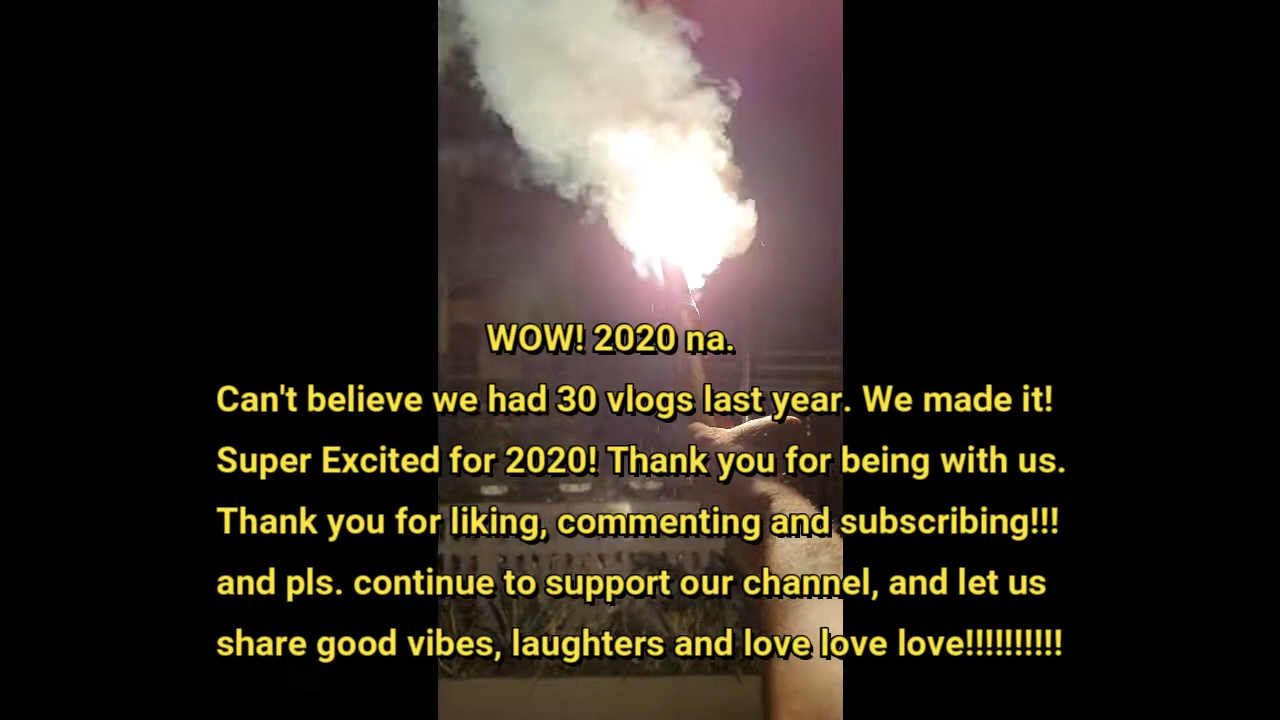 WOW! 2020 na.
Can't believe we had 30 vlogs last year. We made it!
Super Excited for 2020! Thank you for being with us.
Thank you for liking, commenting and subscribing!!!
and pls. continue to support our channel, and let us
share good vibes, laughters and love love love!!!!!!!!!!